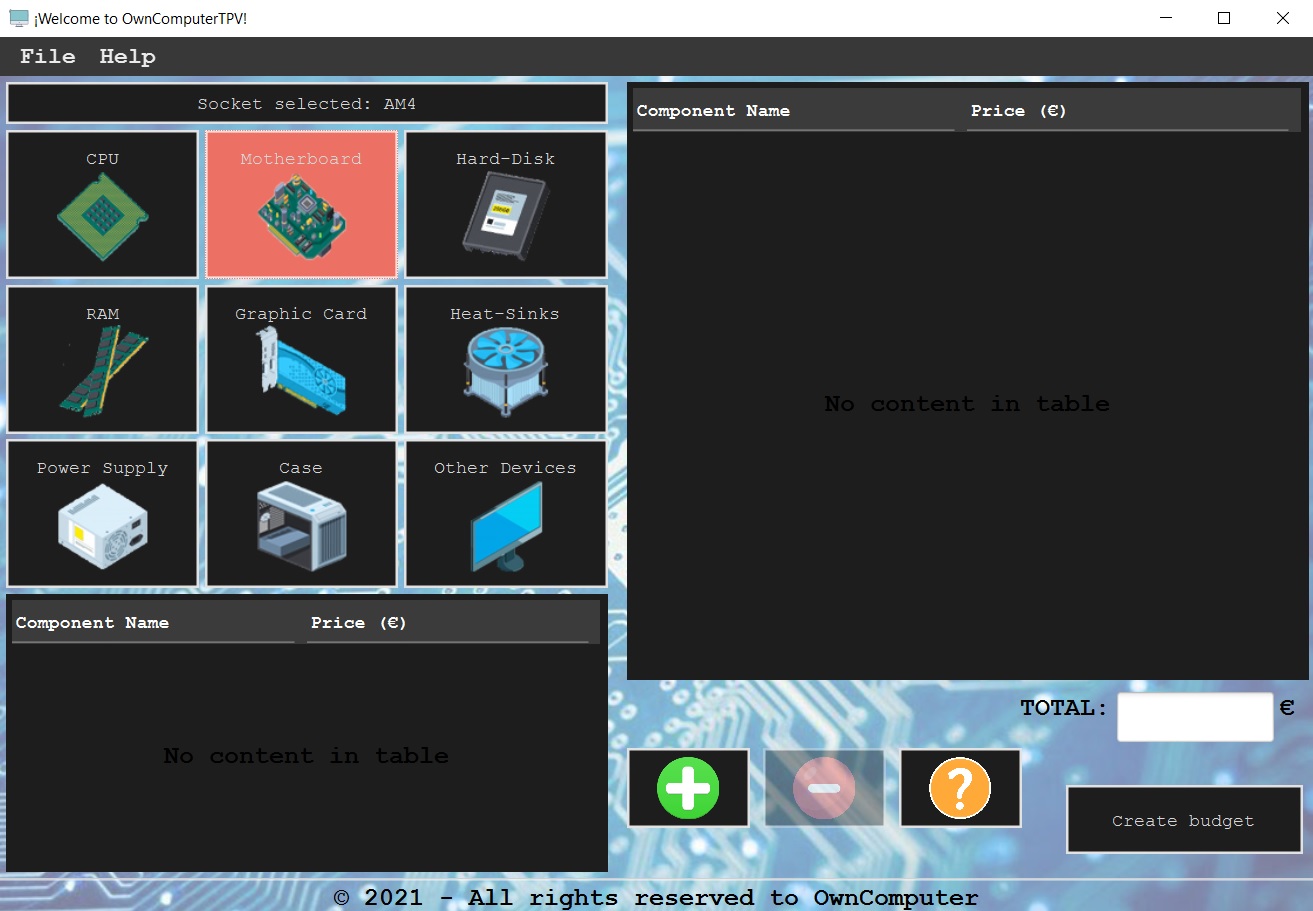 ¡Welcome to OwnComputerTPV!
File Help
Socket selected: AM4
CPU
Motherboard
Hard-Disk
RAM
Graphic Card
Heat-Sinks
Power Supply
Case
Other Devices
Component Name Price (€)
No content in table
Component Name Price (€)
No content in table
TOTAL: €
Create budget
© 2021 - All rights reserved to OwnComputer